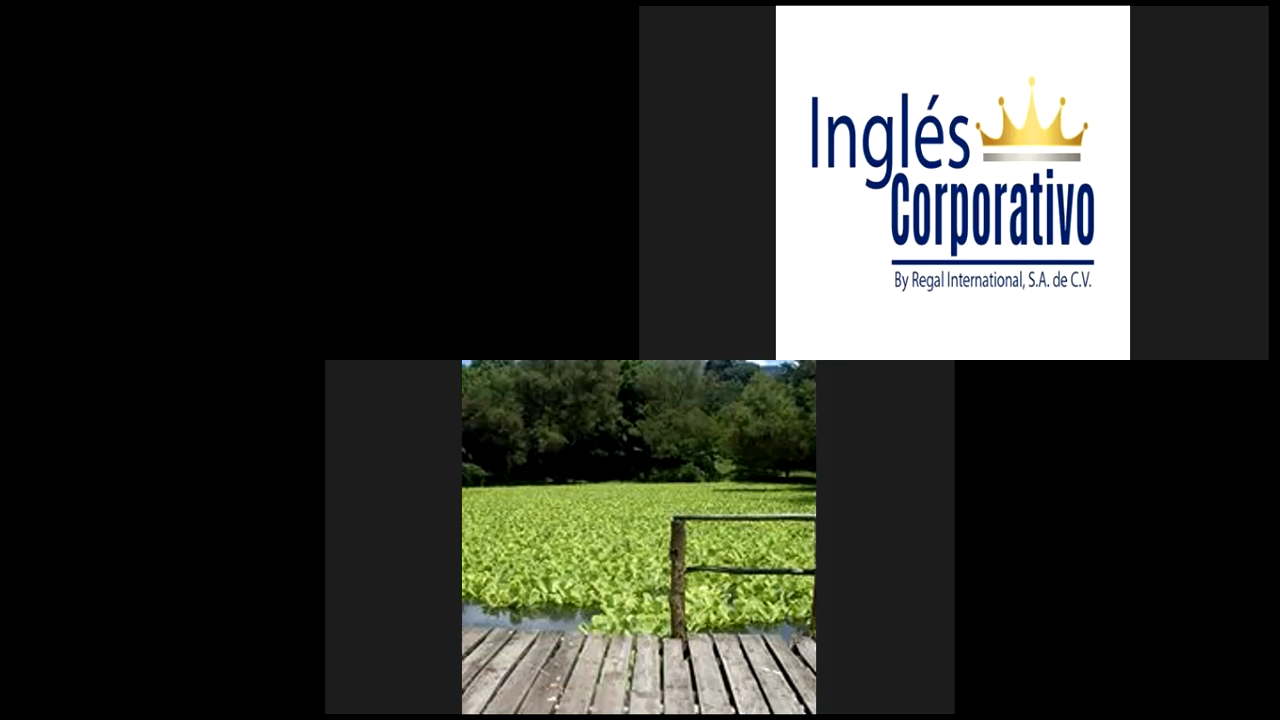 Inglés
Corporativo
By Regal International, S.A. de C.V.